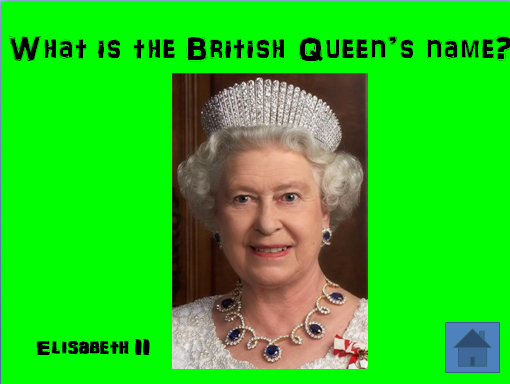 What is the British Queen's name?
Elisabeth II